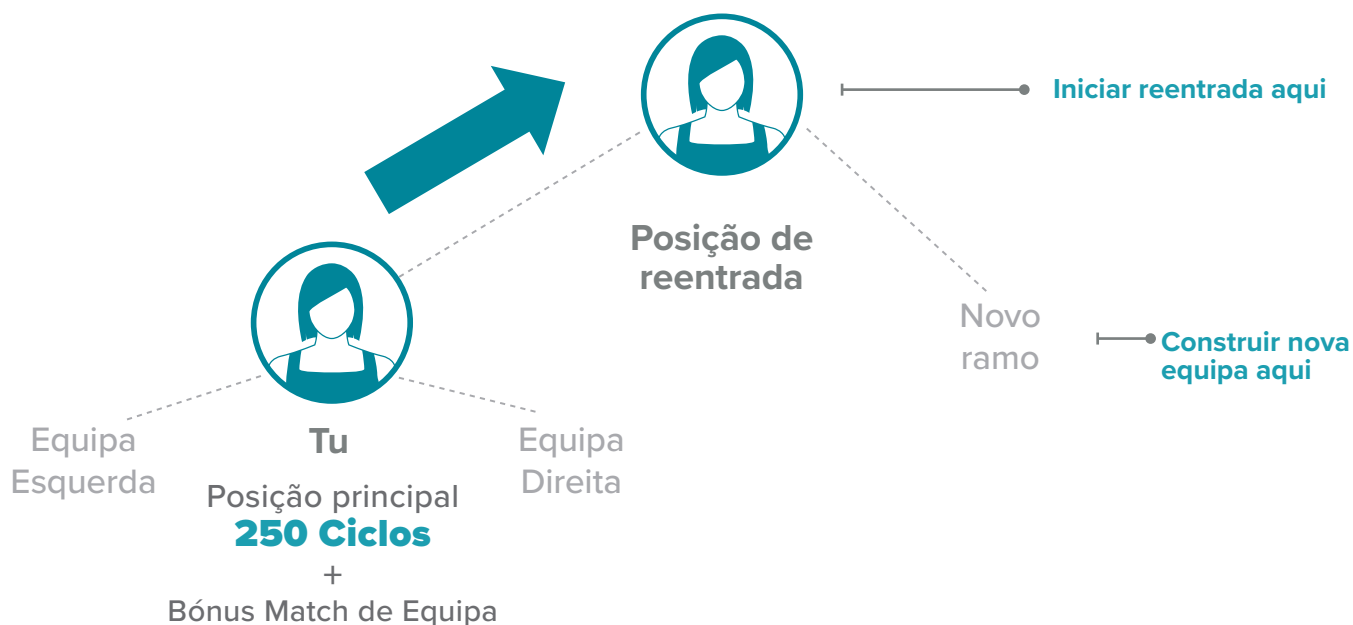 Iniciar reentrada aqui
Posição de
reentrada
Novo
ramo
Construir nova
equipa aqui
Equipa
Esquerda
Tu
Equipa
Direita
Posição principal
250 Ciclos
+
Bónus Match de Equipa